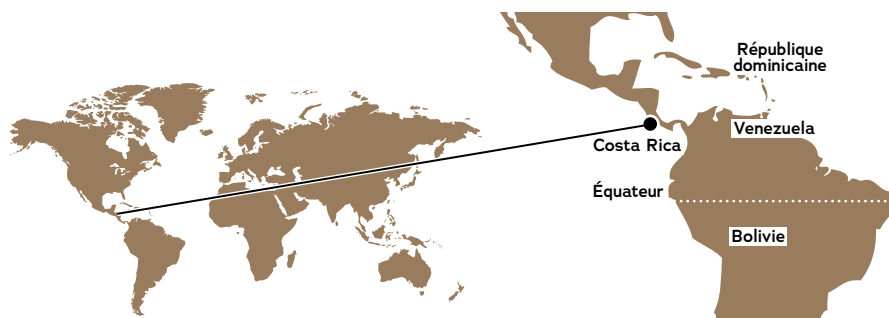 République
dominicaine
Venezuela
Costa Rica
Équateur
Bolivie